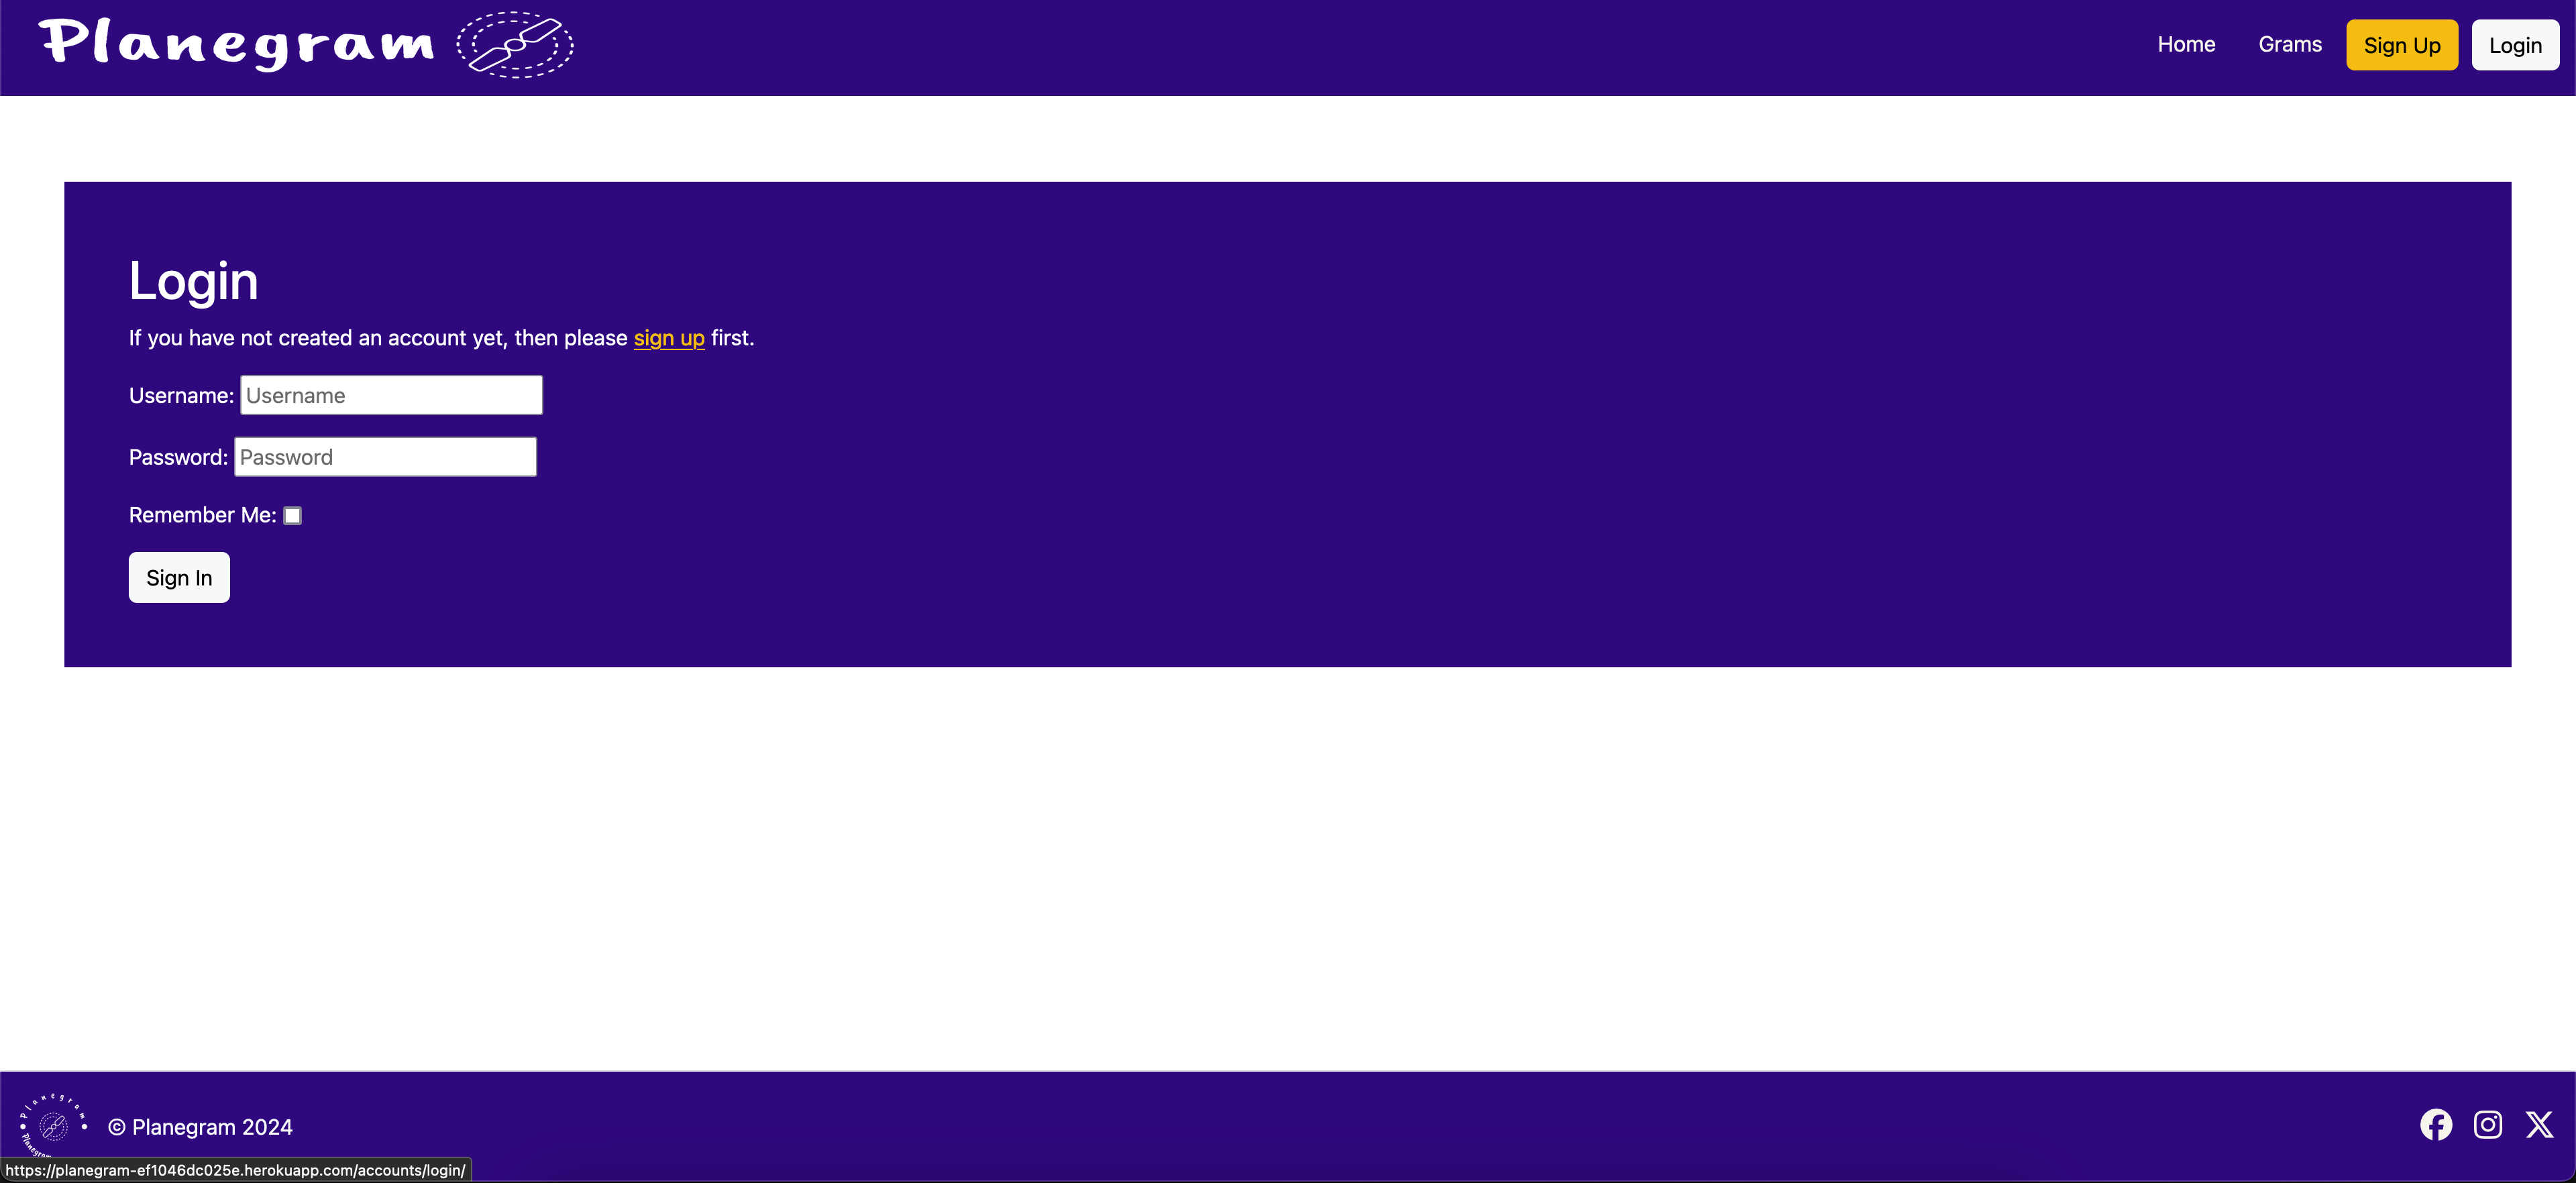 Planegram
Home Grams Sign Up Login
Login
If you have not created an account yet, then please sign up first.
Username: Username
Password: Password
Remember Me:
Sign In
Planegram
Planegram
© Planegram 2024
https://planegram-ef1046dc025e.herokuapp.com/accounts/login/